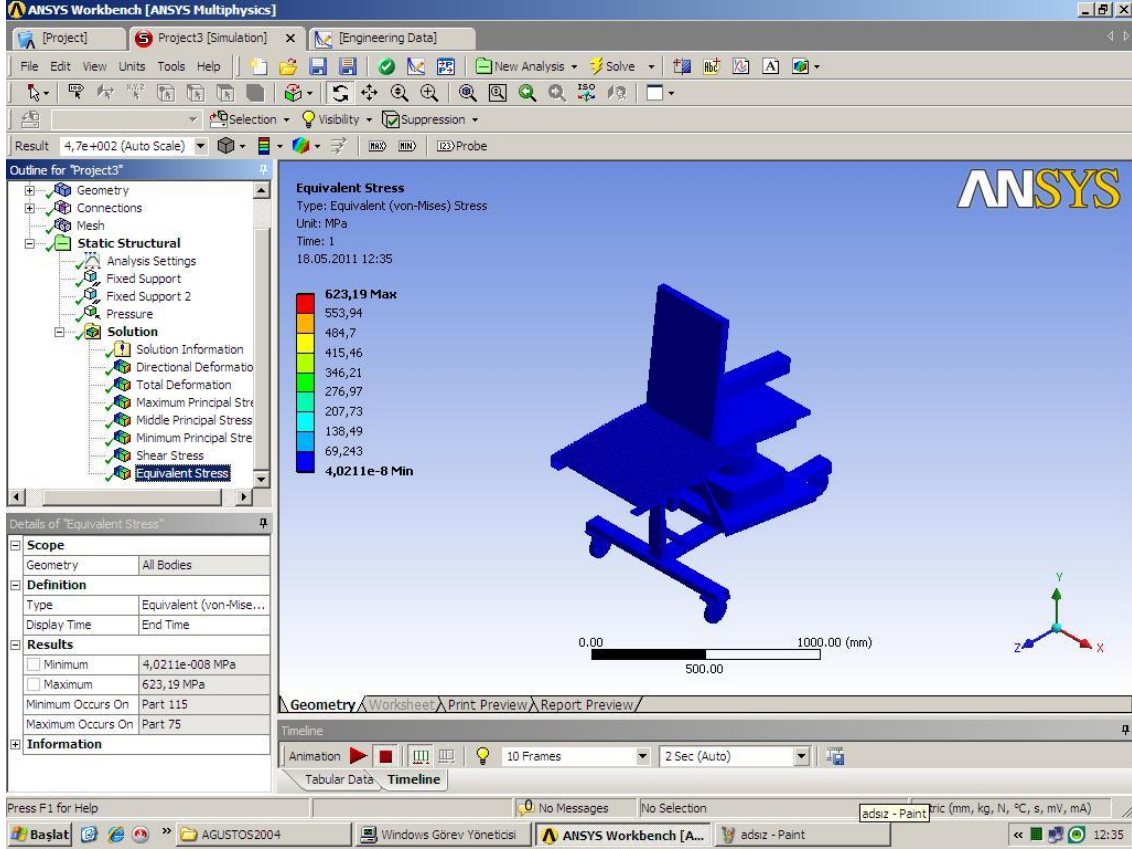 ANSYS Workbench [ANSYS Multiphysics]
[Project] Project3 [Simulation] [Engineering Data]
File Edit View Units Tools Help New Analysis Solve
Selection Visibility Suppression
Result 4,7e+002 (Auto Scale) MAX MIN Probe
Outline for "Project3"
Geometry
Connections
Mesh
Static Structural
Analysis Settings
Fixed Support
Fixed Support 2
Pressure
Solution
Solution Information
Directional Deformatio
Total Deformation
Maximum Principal Stre
Middle Principal Stress
Minimum Principal Stre
Shear Stress
Equivalent Stress
Details of "Equivalent Stress"
Scope
Geometry All Bodies
Definition
Type Equivalent (von-Mise...
Display Time End Time
Results
Minimum 4,0211e-008 MPa
Maximum 623,19 MPa
Minimum Occurs On Part 115
Maximum Occurs On Part 75
Information
Equivalent Stress
Type: Equivalent (von-Mises) Stress
Unit: MPa
Time: 1
18.05.2011 12:35
623,19 Max
553,94
484,7
415,46
346,21
276,97
207,73
138,49
69,243
4,0211e-8 Min
ANSYS
Y
Z X
0.00 1000.00 (mm)
500.00
Geometry Worksheet Print Preview Report Preview
Timeline
Animation 10 Frames 2 Sec (Auto)
Tabular Data Timeline
Press F1 for Help 0 No Messages No Selection tric (mm, kg, N, °C, s, mV, mA)
adsız - Paint
Başlat AGUSTOS2004 Windows Görev Yöneticisi ANSYS Workbench [A... adsız - Paint 12:35